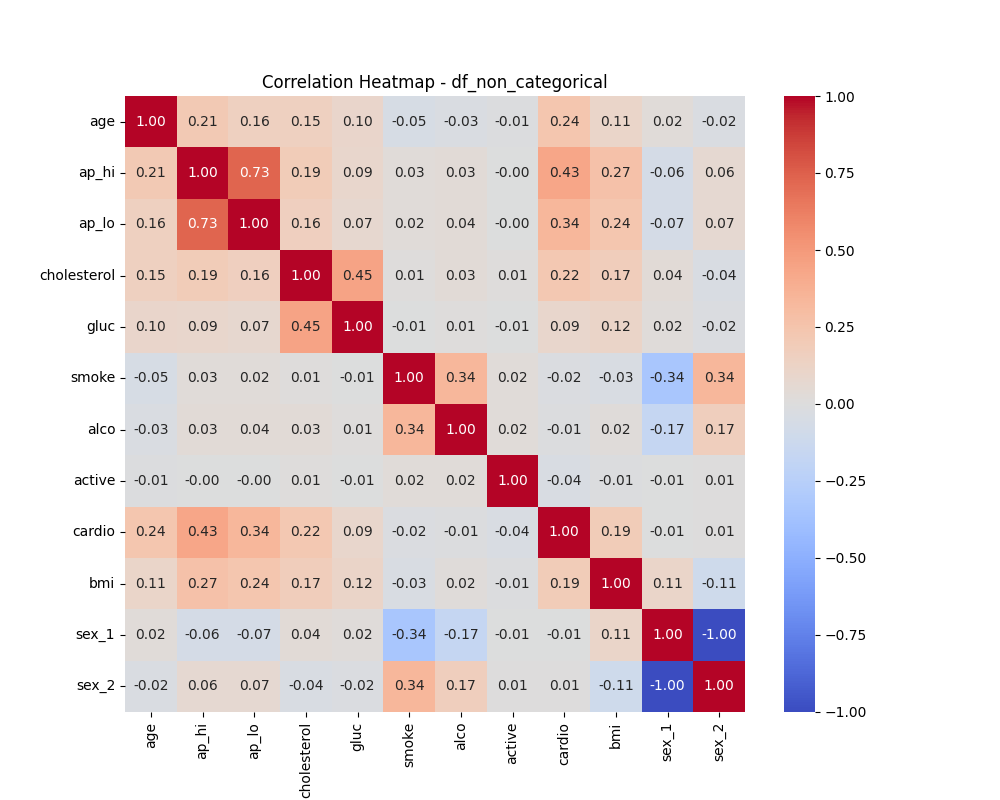 Correlation Heatmap - df_non_categorical
age 1.00 0.21 0.16 0.15 0.10 -0.05 -0.03 -0.01 0.24 0.11 0.02 -0.02
ap_hi 0.21 1.00 0.73 0.19 0.09 0.03 0.03 -0.00 0.43 0.27 -0.06 0.06
ap_lo 0.16 0.73 1.00 0.16 0.07 0.02 0.04 -0.00 0.34 0.24 -0.07 0.07
cholesterol 0.15 0.19 0.16 1.00 0.45 0.01 0.03 0.01 0.22 0.17 0.04 -0.04
gluc 0.10 0.09 0.07 0.45 1.00 -0.01 0.01 -0.01 0.09 0.12 0.02 -0.02
smoke -0.05 0.03 0.02 0.01 -0.01 1.00 0.34 0.02 -0.02 -0.03 -0.34 0.34
alco -0.03 0.03 0.04 0.03 0.01 0.34 1.00 0.02 -0.01 0.02 -0.17 0.17
active -0.01 -0.00 -0.00 0.01 -0.01 0.02 0.02 1.00 -0.04 -0.01 -0.01 0.01
cardio 0.24 0.43 0.34 0.22 0.09 -0.02 -0.01 -0.04 1.00 0.19 -0.01 0.01
bmi 0.11 0.27 0.24 0.17 0.12 -0.03 0.02 -0.01 0.19 1.00 0.11 -0.11
sex_1 0.02 -0.06 -0.07 0.04 0.02 -0.34 -0.17 -0.01 -0.01 0.11 1.00 -1.00
sex_2 -0.02 0.06 0.07 -0.04 -0.02 0.34 0.17 0.01 0.01 -0.11 -1.00 1.00
age ap_hi ap_lo cholesterol gluc smoke alco active cardio bmi sex_1 sex_2
1.00
0.75
0.50
0.25
0.00
−0.25
−0.50
−0.75
−1.00